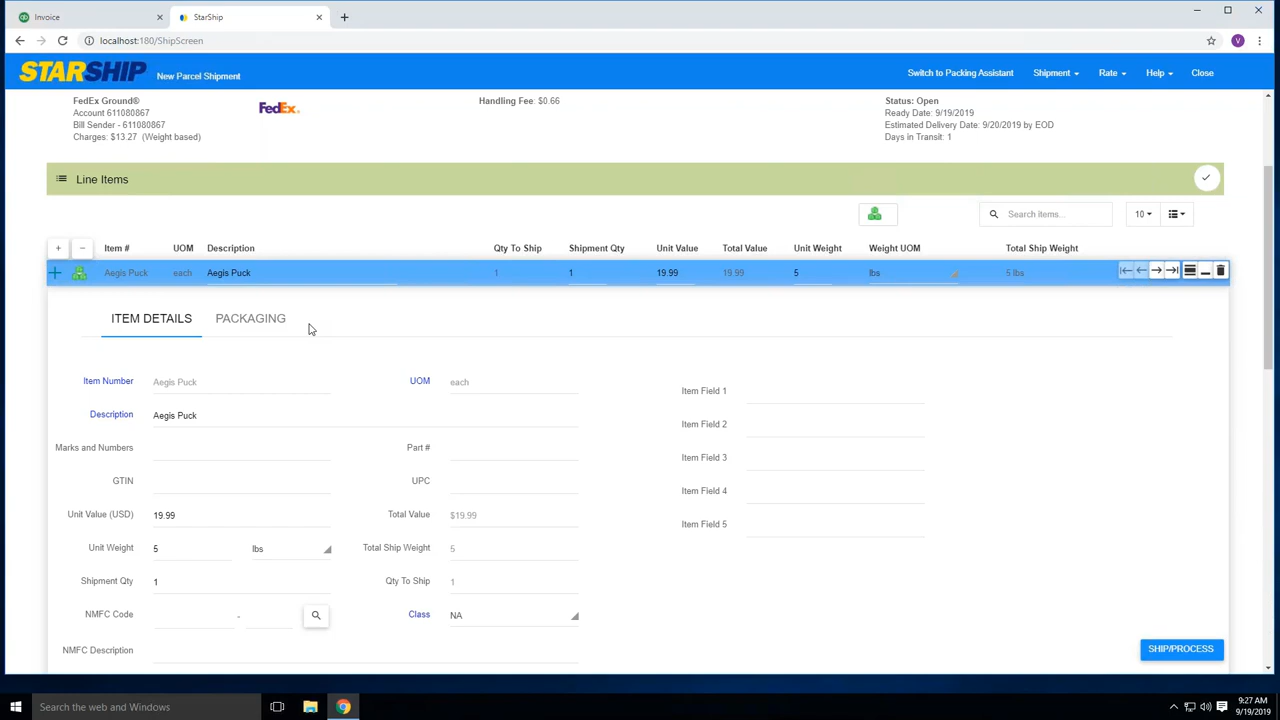 Invoice
StarShip
localhost:180/ShipScreen
V
STARSHIP New Parcel Shipment Switch to Packing Assistant Shipment Rate Help Close
FedEx Ground® FedEx. Handling Fee: $0.66 Status: Open
Account 611080867 Ready Date: 9/19/2019
Bill Sender - 611080867 Estimated Delivery Date: 9/20/2019 by EOD
Charges: $13.27 (Weight based) Days in Transit: 1
Line Items
Search items... 10
Item # UOM Description Qty To Ship Shipment Qty Unit Value Total Value Unit Weight Weight UOM Total Ship Weight
Aegis Puck each Aegis Puck 1 1 19.99 19.99 5 lbs 5 lbs
ITEM DETAILS PACKAGING
Item Number Aegis Puck UOM each Item Field 1
Description Aegis Puck Item Field 2
Marks and Numbers Part # Item Field 3
GTIN UPC Item Field 4
Unit Value (USD) 19.99 Total Value $19.99 Item Field 5
Unit Weight 5 lbs Total Ship Weight 5
Shipment Qty 1 Qty To Ship 1
NMFC Code - Class NA
NMFC Description
SHIP/PROCESS
Search the web and Windows
9:27 AM
9/19/2019